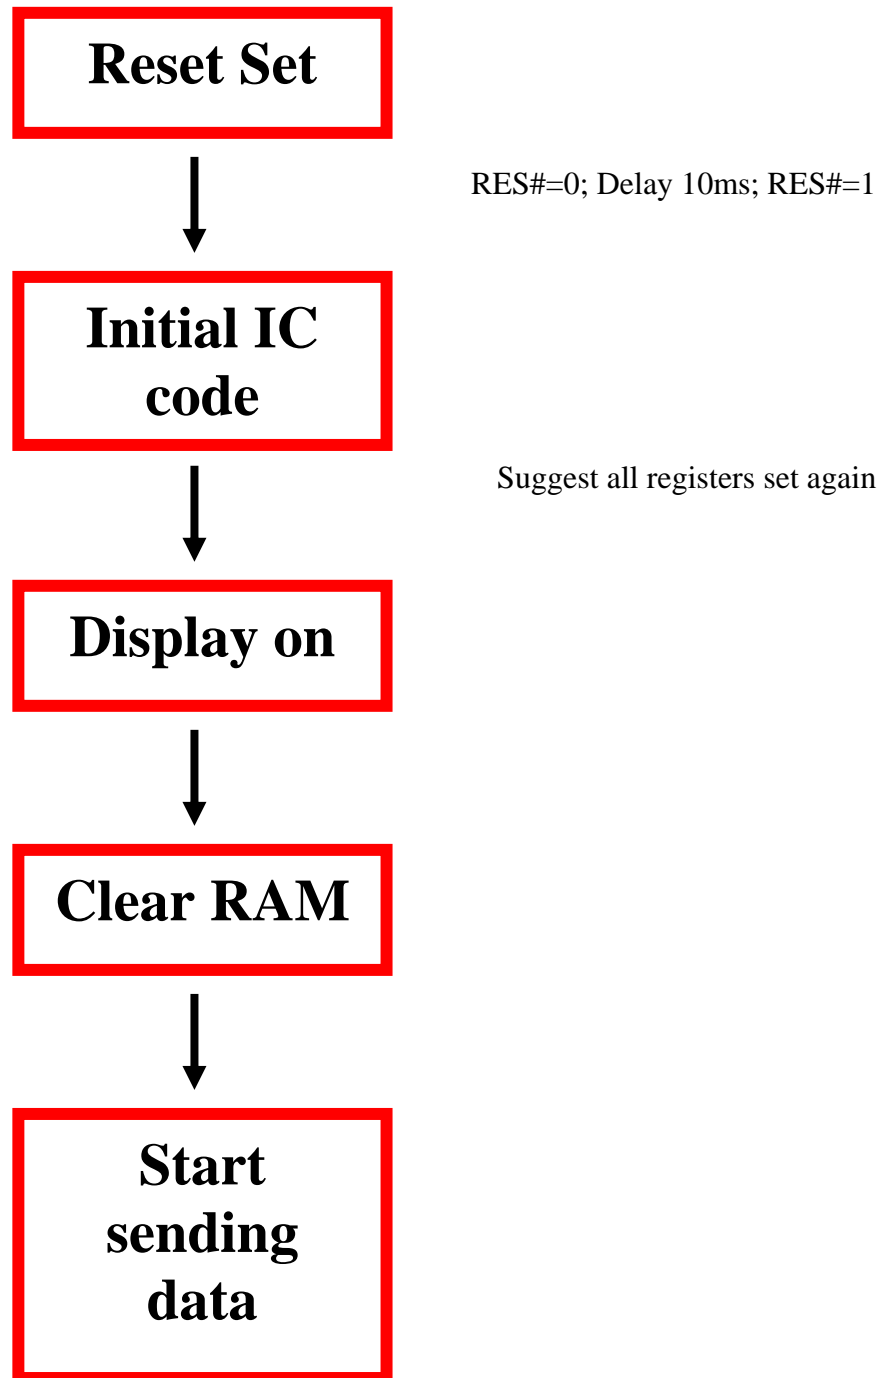 Reset Set
RES#=0; Delay 10ms; RES#=1
Initial IC
code
Suggest all registers set again
Display on
Clear RAM
Start
sending
data